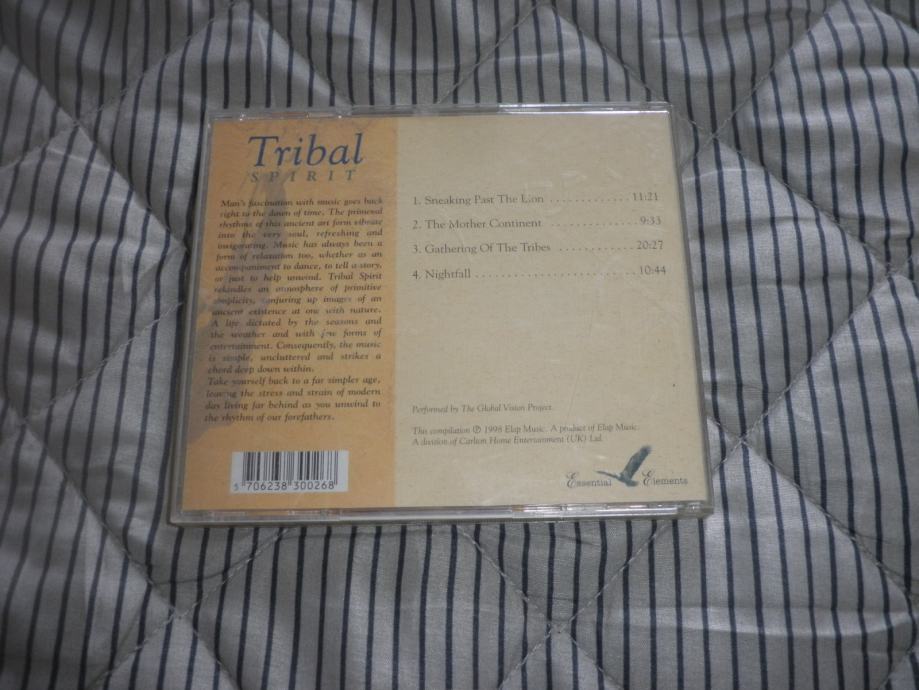 Tribal
SPIRIT
Man's fascination with music goes back
right to the dawn of time. The primeval
rhythms of this ancient art form vibrate
into the very soul, refreshing and
invigorating. Music has always been a
form of relaxation too, whether as an
accompaniment to dance, to tell a story,
or just to help unwind. Tribal Spirit
rekindles an atmosphere of primitive
simplicity, conjuring up images of an
ancient existence at one with nature.
A life dictated by the seasons and
the weather and with few forms of
entertainment. Consequently, the music
is simple, uncluttered and strikes a
chord deep down within.
Take yourself back to a far simpler age,
leaving the stress and strain of modern
day living far behind as you unwind to
the rhythm of our forefathers.
5 706238 300268
1. Sneaking Past The Lion . . . . . . . . . . . . . 11:21
2. The Mother Continent . . . . . . . . . . . . . . 9:33
3. Gathering Of The Tribes . . . . . . . . . . . . 20:27
4. Nightfall . . . . . . . . . . . . . . . . . . . . . . . . 10:44
Performed by The Global Vision Project.
This compilation ℗ 1998 Elap Music. A product of Elap Music.
A division of Carlton Home Entertainment (UK) Ltd.
Essential Elements